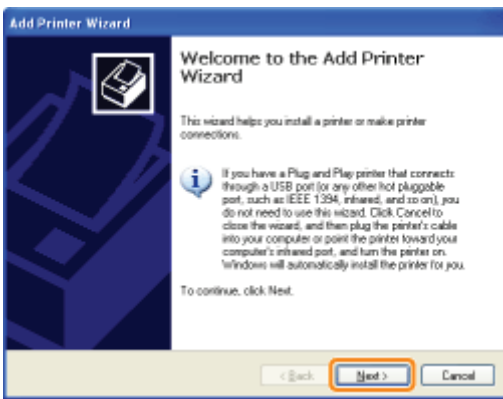 Add Printer Wizard
Welcome to the Add Printer
Wizard
This wizard helps you install a printer or make printer
connections.
If you have a Plug and Play printer that connects
through a USB port (or any other hot pluggable
port, such as IEEE 1394, infrared, and so on), you
do not need to use this wizard. Click Cancel to
close the wizard, and then plug the printer's cable
into your computer or point the printer toward your
computer's infrared port, and turn the printer on.
Windows will automatically install the printer for you.
To continue, click Next.
< Back
Next >
Cancel